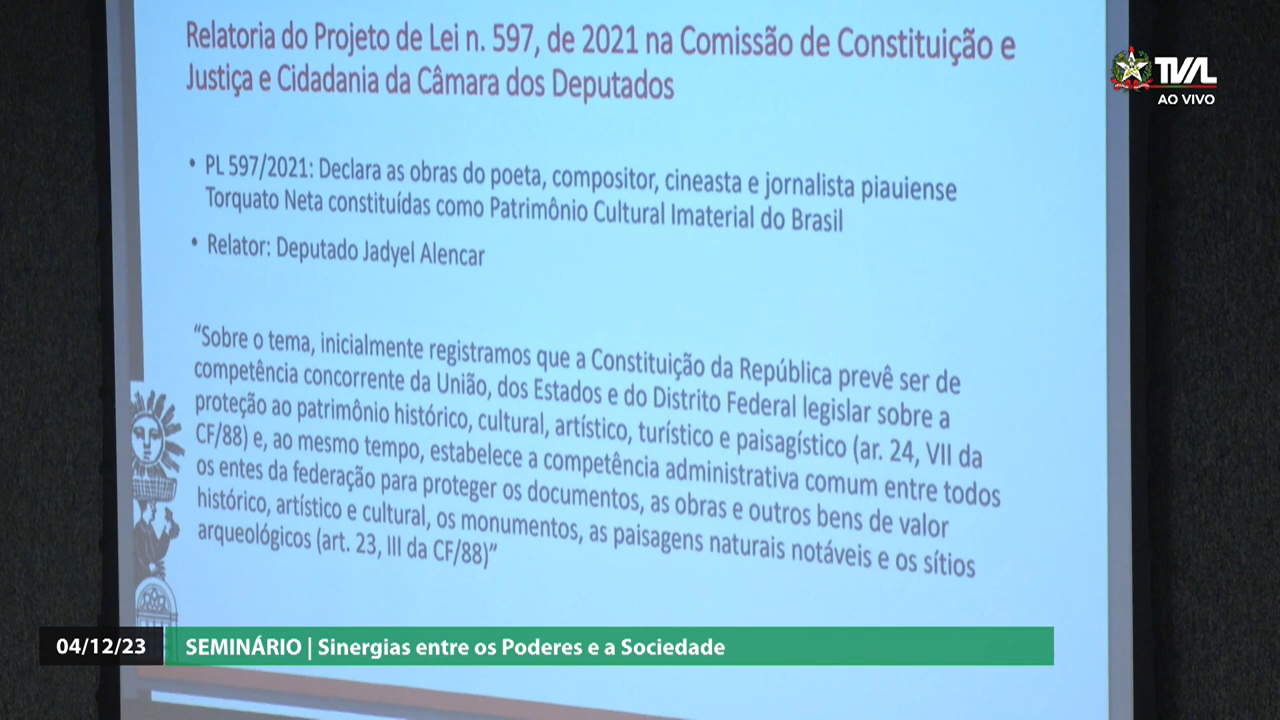 Relatoria do Projeto de Lei n. 597, de 2021 na Comissão de Constituição e
Justiça e Cidadania da Câmara dos Deputados
TVAL
AO VIVO
• PL 597/2021: Declara as obras do poeta, compositor, cineasta e jornalista piauiense
Torquato Neta constituídas como Patrimônio Cultural Imaterial do Brasil
• Relator: Deputado Jadyel Alencar
“Sobre o tema, inicialmente registramos que a Constituição da República prevê ser de
competência concorrente da União, dos Estados e do Distrito Federal legislar sobre a
proteção ao patrimônio histórico, cultural, artístico, turístico e paisagístico (ar. 24, VII da
CF/88) e, ao mesmo tempo, estabelece a competência administrativa comum entre todos
os entes da federação para proteger os documentos, as obras e outros bens de valor
histórico, artístico e cultural, os monumentos, as paisagens naturais notáveis e os sítios
arqueológicos (art. 23, III da CF/88)”
04/12/23
SEMINÁRIO | Sinergias entre os Poderes e a Sociedade